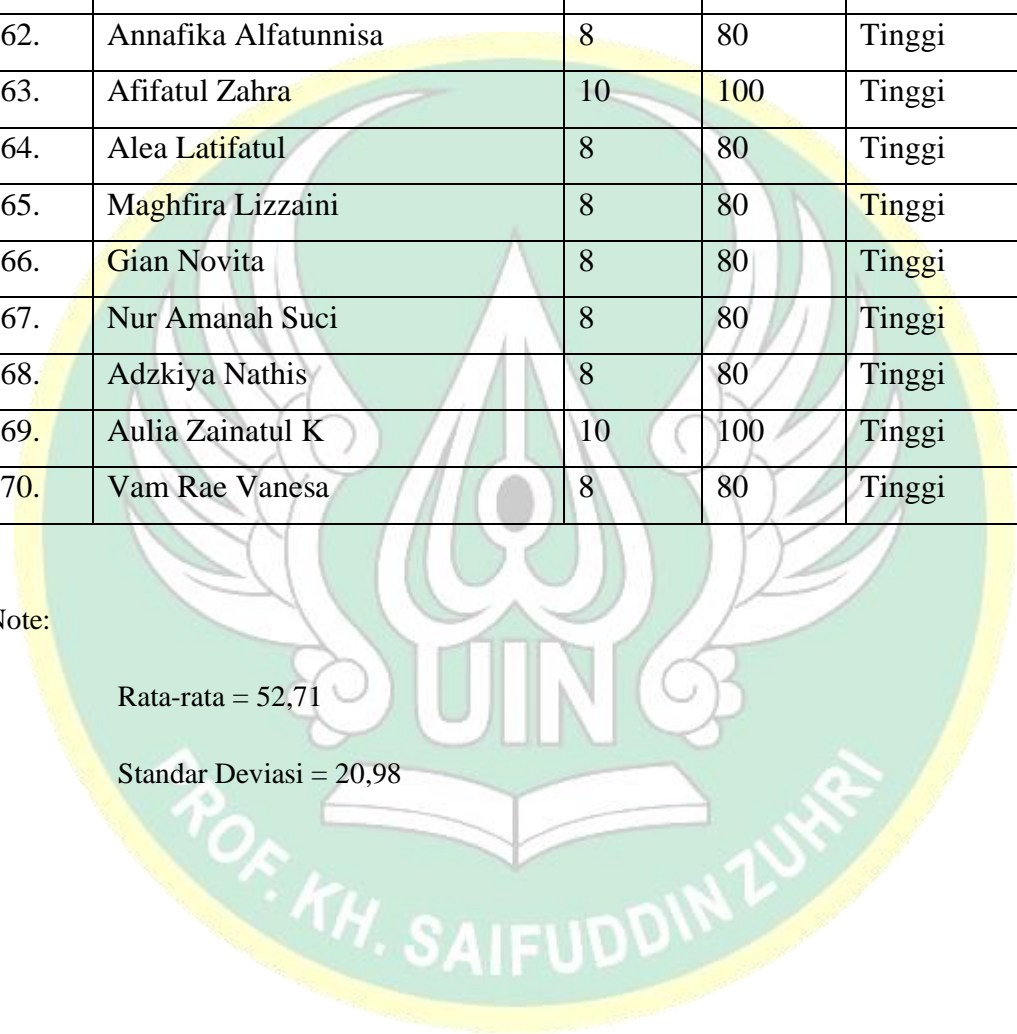 62. Annafika Alfatunnisa 8 80 Tinggi
63. Afifatul Zahra 10 100 Tinggi
64. Alea Latifatul 8 80 Tinggi
65. Maghfira Lizzaini 8 80 Tinggi
66. Gian Novita 8 80 Tinggi
67. Nur Amanah Suci 8 80 Tinggi
68. Adzkiya Nathis 8 80 Tinggi
69. Aulia Zainatul K 10 100 Tinggi
70. Vam Rae Vanesa 8 80 Tinggi
Note:
Rata-rata = 52,71
Standar Deviasi = 20,98
UIN
PROF. KH. SAIFUDDIN ZUHRI